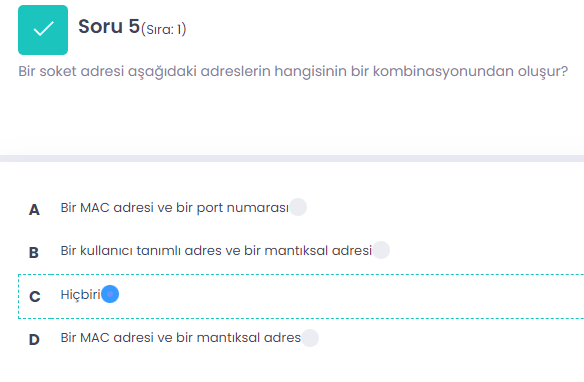 Soru 5(Sıra: 1)
Bir soket adresi aşağıdaki adreslerin hangisinin bir kombinasyonundan oluşur?
A Bir MAC adresi ve bir port numarası
B Bir kullanıcı tanımlı adres ve bir mantıksal adresi
C Hiçbiri
D Bir MAC adresi ve bir mantıksal adres